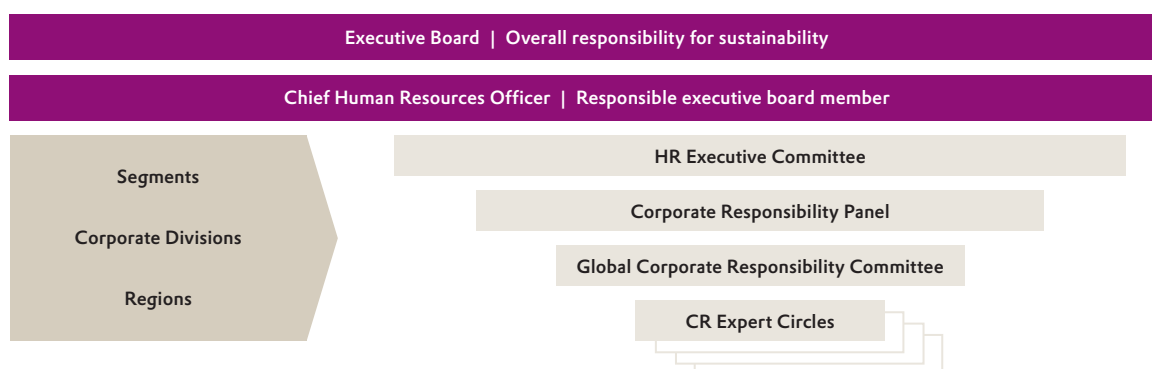 Executive Board | Overall responsibility for sustainability
Chief Human Resources Officer | Responsible executive board member
Segments
Corporate Divisions
Regions
HR Executive Committee
Corporate Responsibility Panel
Global Corporate Responsibility Committee
CR Expert Circles